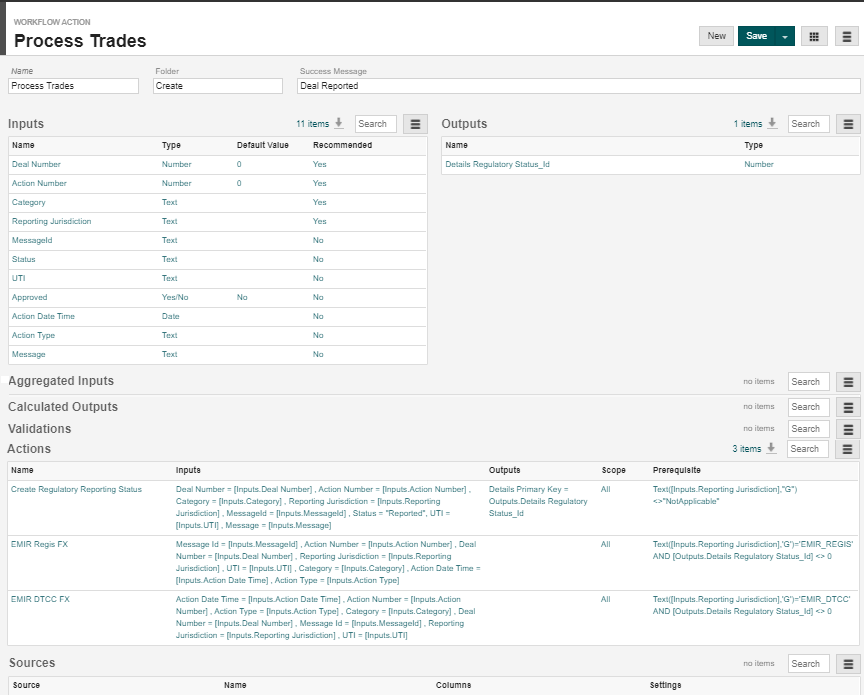 WORKFLOW ACTION
Process Trades
New Save
Name Folder Success Message
Process Trades Create Deal Reported
Inputs 11 items Search
Name Type Default Value Recommended
Deal Number Number 0 Yes
Action Number Number 0 Yes
Category Text Yes
Reporting Jurisdiction Text Yes
MessageId Text No
Status Text No
UTI Text No
Approved Yes/No No No
Action Date Time Date No
Action Type Text No
Message Text No
Outputs 1 items Search
Name Type
Details Regulatory Status_Id Number
Aggregated Inputs no items Search
Calculated Outputs no items Search
Validations no items Search
Actions 3 items Search
Name Inputs Outputs Scope Prerequisite
Create Regulatory Reporting Status
Deal Number = [Inputs.Deal Number] , Action Number = [Inputs.Action Number] ,
Category = [Inputs.Category] , Reporting Jurisdiction = [Inputs.Reporting
Jurisdiction] , MessageId = [Inputs.MessageId] , Status = "Reported", UTI =
[Inputs.UTI] , Message = [Inputs.Message]
Details Primary Key =
Outputs.Details Regulatory
Status_Id
All
Text([Inputs.Reporting Jurisdiction],"G")
<>"NotApplicable"
EMIR Regis FX
Message Id = [Inputs.MessageId] , Action Number = [Inputs.Action Number] , Deal
Number = [Inputs.Deal Number] , Reporting Jurisdiction = [Inputs.Reporting
Jurisdiction] , UTI = [Inputs.UTI] , Category = [Inputs.Category] , Action Date Time =
[Inputs.Action Date Time] , Action Type = [Inputs.Action Type]
All
Text([Inputs.Reporting Jurisdiction],'G')='EMIR_REGIS'
AND [Outputs.Details Regulatory Status_Id] <> 0
EMIR DTCC FX
Action Date Time = [Inputs.Action Date Time] , Action Number = [Inputs.Action
Number] , Action Type = [Inputs.Action Type] , Category = [Inputs.Category] , Deal
Number = [Inputs.Deal Number] , Message Id = [Inputs.MessageId] , Reporting
Jurisdiction = [Inputs.Reporting Jurisdiction] , UTI = [Inputs.UTI]
All
Text([Inputs.Reporting Jurisdiction],'G')='EMIR_DTCC'
AND [Outputs.Details Regulatory Status_Id] <> 0
Sources no items Search
Source Name Columns Settings